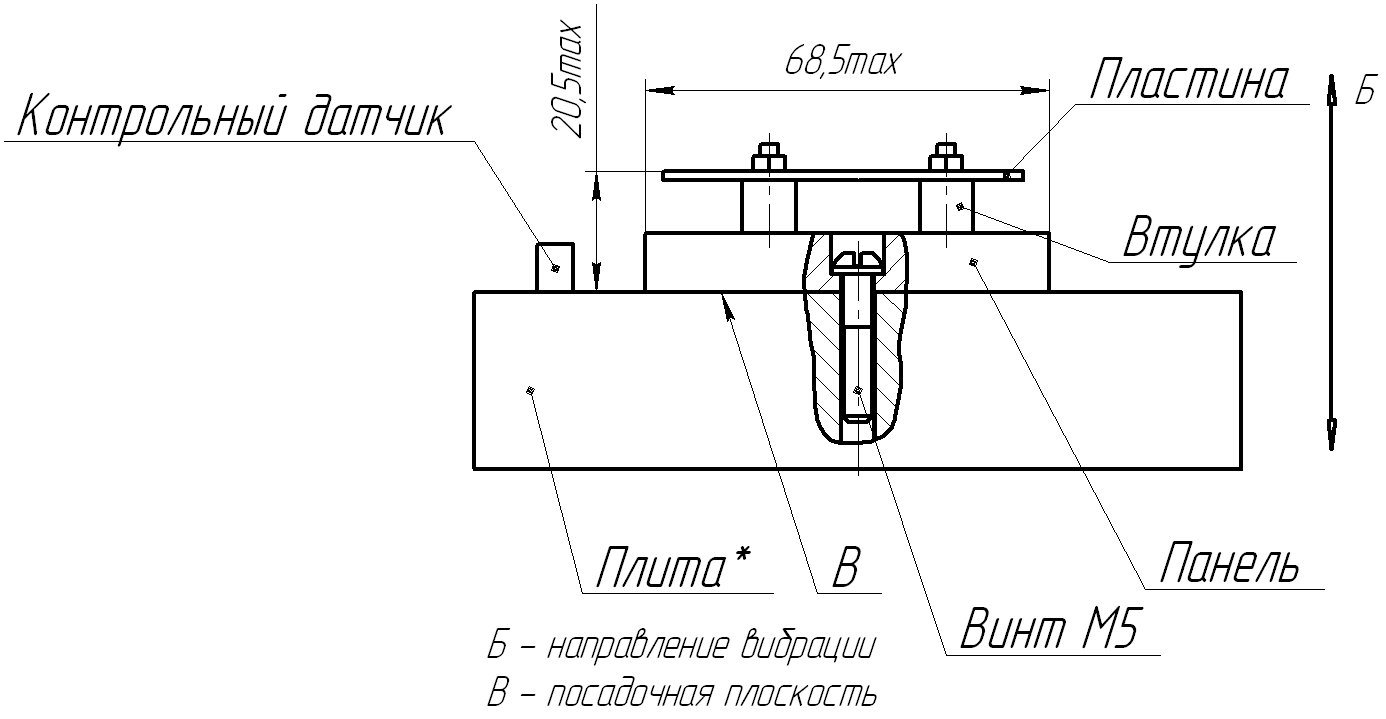 68,5max
20,5max
Пластина
Б
Контрольный датчик
Втулка
Плита*
В
Панель
Винт М5
Б – направление вибрации
В – посадочная плоскость